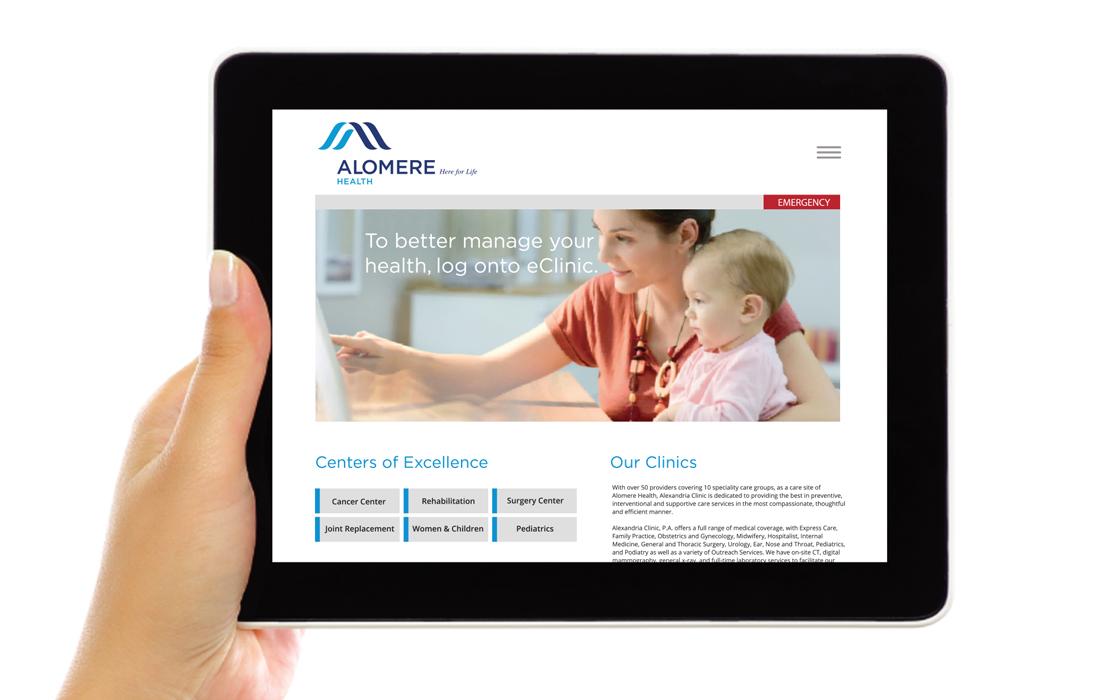 ALOMERE Here for Life
HEALTH
EMERGENCY
To better manage your
health, log onto eClinic.
Centers of Excellence
Cancer Center
Rehabilitation
Surgery Center
Joint Replacement
Women & Children
Pediatrics
Our Clinics
With over 50 providers covering 10 speciality care groups, as a care site of
Alomere Health, Alexandria Clinic is dedicated to providing the best in preventive,
interventional and supportive care services in the most compassionate, thoughtful
and efficient manner.
Alexandria Clinic, P.A. offers a full range of medical coverage, with Express Care,
Family Practice, Obstetrics and Gynecology, Midwifery, Hospitalist, Internal
Medicine, General and Thoracic Surgery, Urology, Ear, Nose and Throat, Pediatrics,
and Podiatry as well as a variety of Outreach Services. We have on-site CT, digital
mammography, general x-ray, and full-time laboratory services to facilitate our